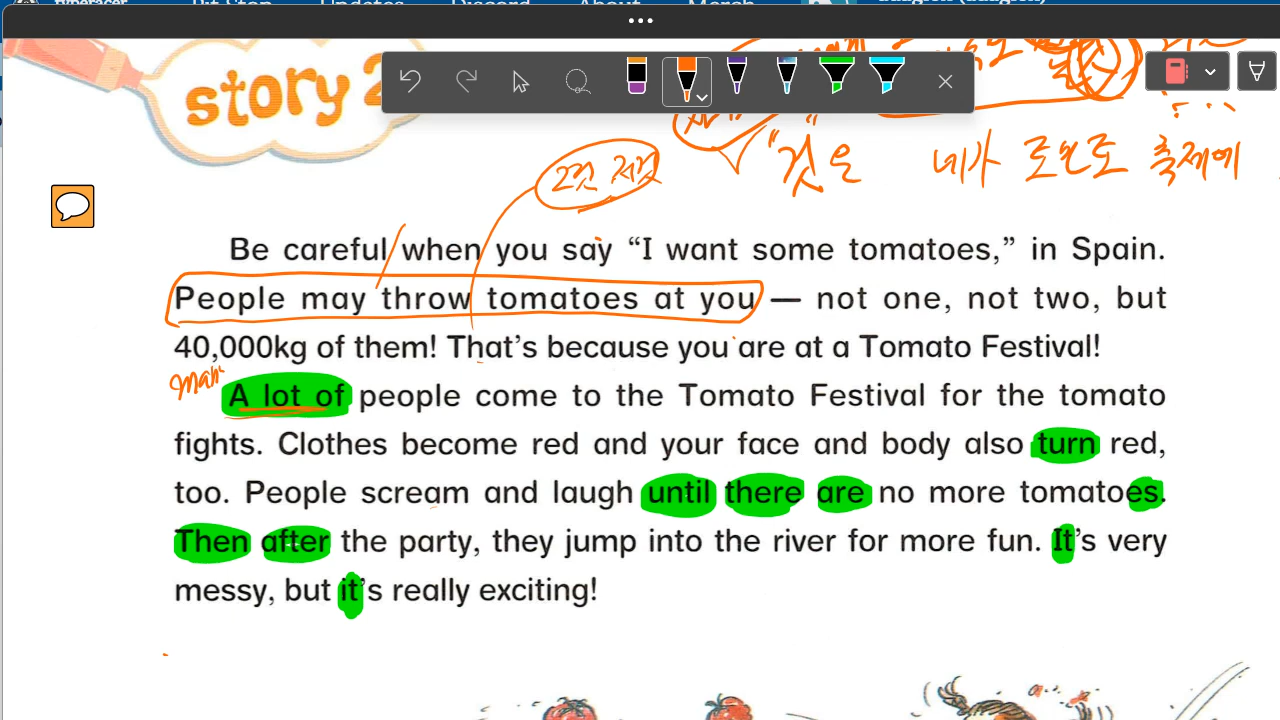 Discord
About
story 2
"것"은 네가 토마토 축제에
Be careful when you say “I want some tomatoes,” in Spain.
People may throw tomatoes at you — not one, not two, but
40,000kg of them! That’s because you are at a Tomato Festival!
many
A lot of people come to the Tomato Festival for the tomato
fights. Clothes become red and your face and body also turn red,
too. People scream and laugh until there are no more tomatoes.
Then after the party, they jump into the river for more fun. It’s very
messy, but it’s really exciting!